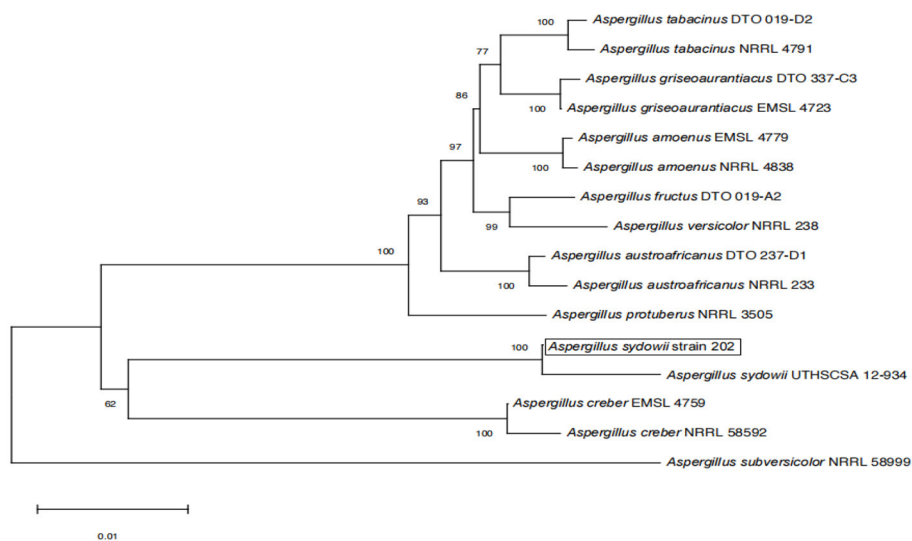 100
Aspergillus tabacinus DTO 019-D2
77
Aspergillus tabacinus NRRL 4791
Aspergillus griseoaurantiacus DTO 337-C3
86
100
Aspergillus griseoaurantiacus EMSL 4723
Aspergillus amoenus EMSL 4779
97
100
Aspergillus amoenus NRRL 4838
93
Aspergillus fructus DTO 019-A2
99
Aspergillus versicolor NRRL 238
100
Aspergillus austroafricanus DTO 237-D1
100
Aspergillus austroafricanus NRRL 233
Aspergillus protuberus NRRL 3505
100
Aspergillus sydowii strain 202
Aspergillus sydowii UTHSCSA 12-934
62
Aspergillus creber EMSL 4759
100
Aspergillus creber NRRL 58592
Aspergillus subversicolor NRRL 58999
0.01